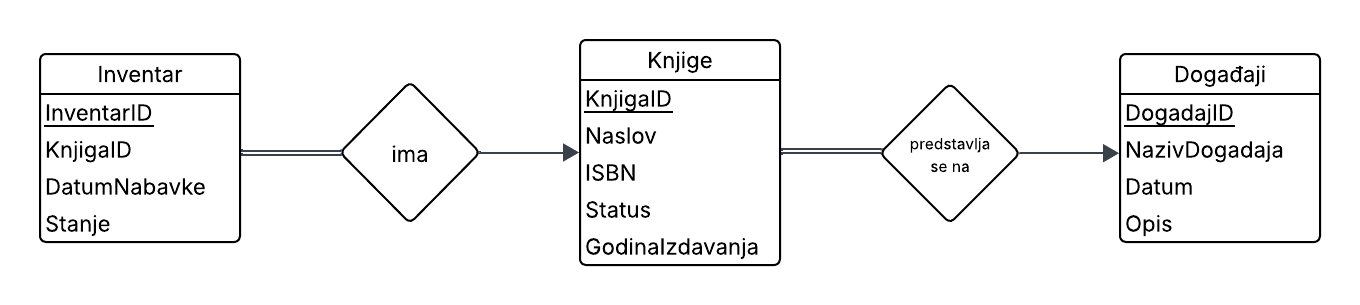 Inventar
InventarID
KnjigaID
DatumNabavke
Stanje
ima
Knjige
KnjigaID
Naslov
ISBN
Status
GodinaIzdavanja
predstavlja
se na
Događaji
DogadajID
NazivDogadaja
Datum
Opis